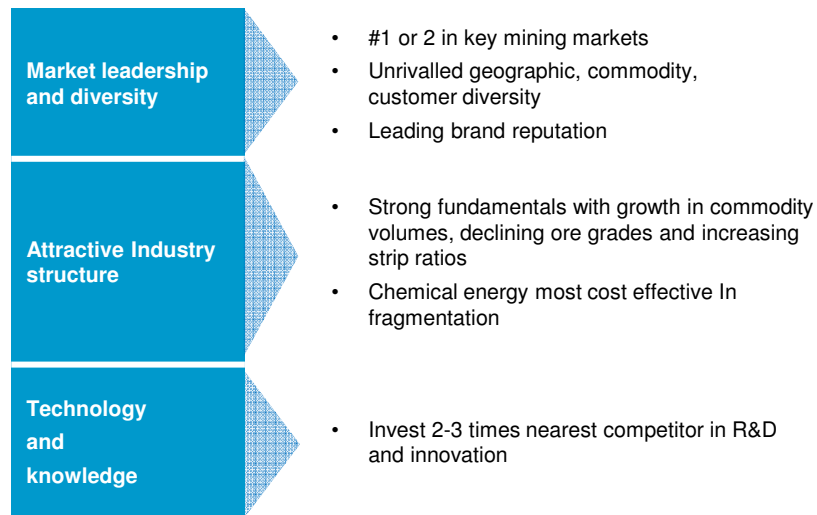 Market leadership
and diversity
• #1 or 2 in key mining markets
• Unrivalled geographic, commodity,
customer diversity
• Leading brand reputation
Attractive Industry
structure
• Strong fundamentals with growth in commodity
volumes, declining ore grades and increasing
strip ratios
• Chemical energy most cost effective In
fragmentation
Technology
and
knowledge
• Invest 2-3 times nearest competitor in R&D
and innovation